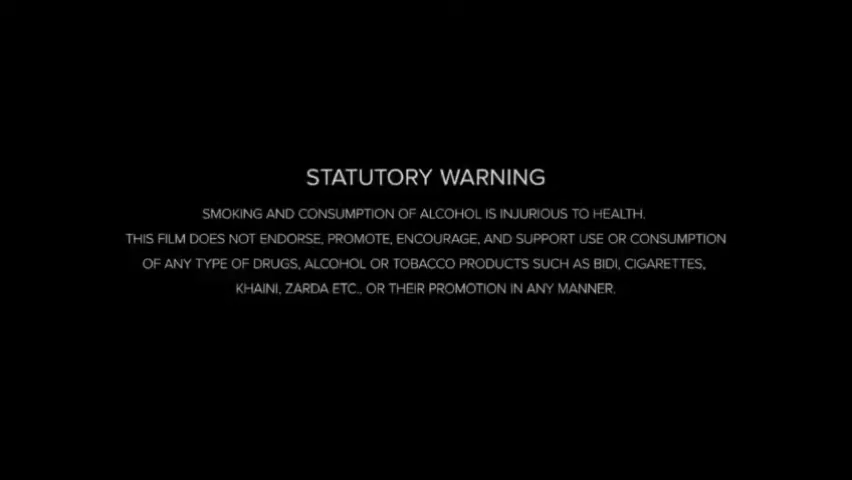 STATUTORY WARNING
SMOKING AND CONSUMPTION OF ALCOHOL IS INJURIOUS TO HEALTH.
THIS FILM DOES NOT ENDORSE, PROMOTE, ENCOURAGE, AND SUPPORT USE OR CONSUMPTION
OF ANY TYPE OF DRUGS, ALCOHOL OR TOBACCO PRODUCTS SUCH AS BIDI, CIGARETTES,
KHAINI, ZARDA ETC., OR THEIR PROMOTION IN ANY MANNER.